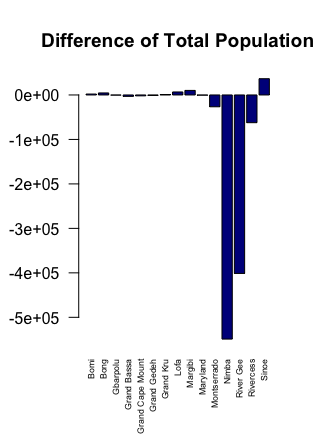 Difference of Total Population
0e+00
-1e+05
-2e+05
-3e+05
-4e+05
-5e+05
Bomi
Bong
Gbarpolu
Grand Bassa
Grand Cape Mount
Grand Gedeh
Grand Kru
Lofa
Margibi
Maryland
Montserrado
Nimba
River Gee
Rivercess
Sinoe